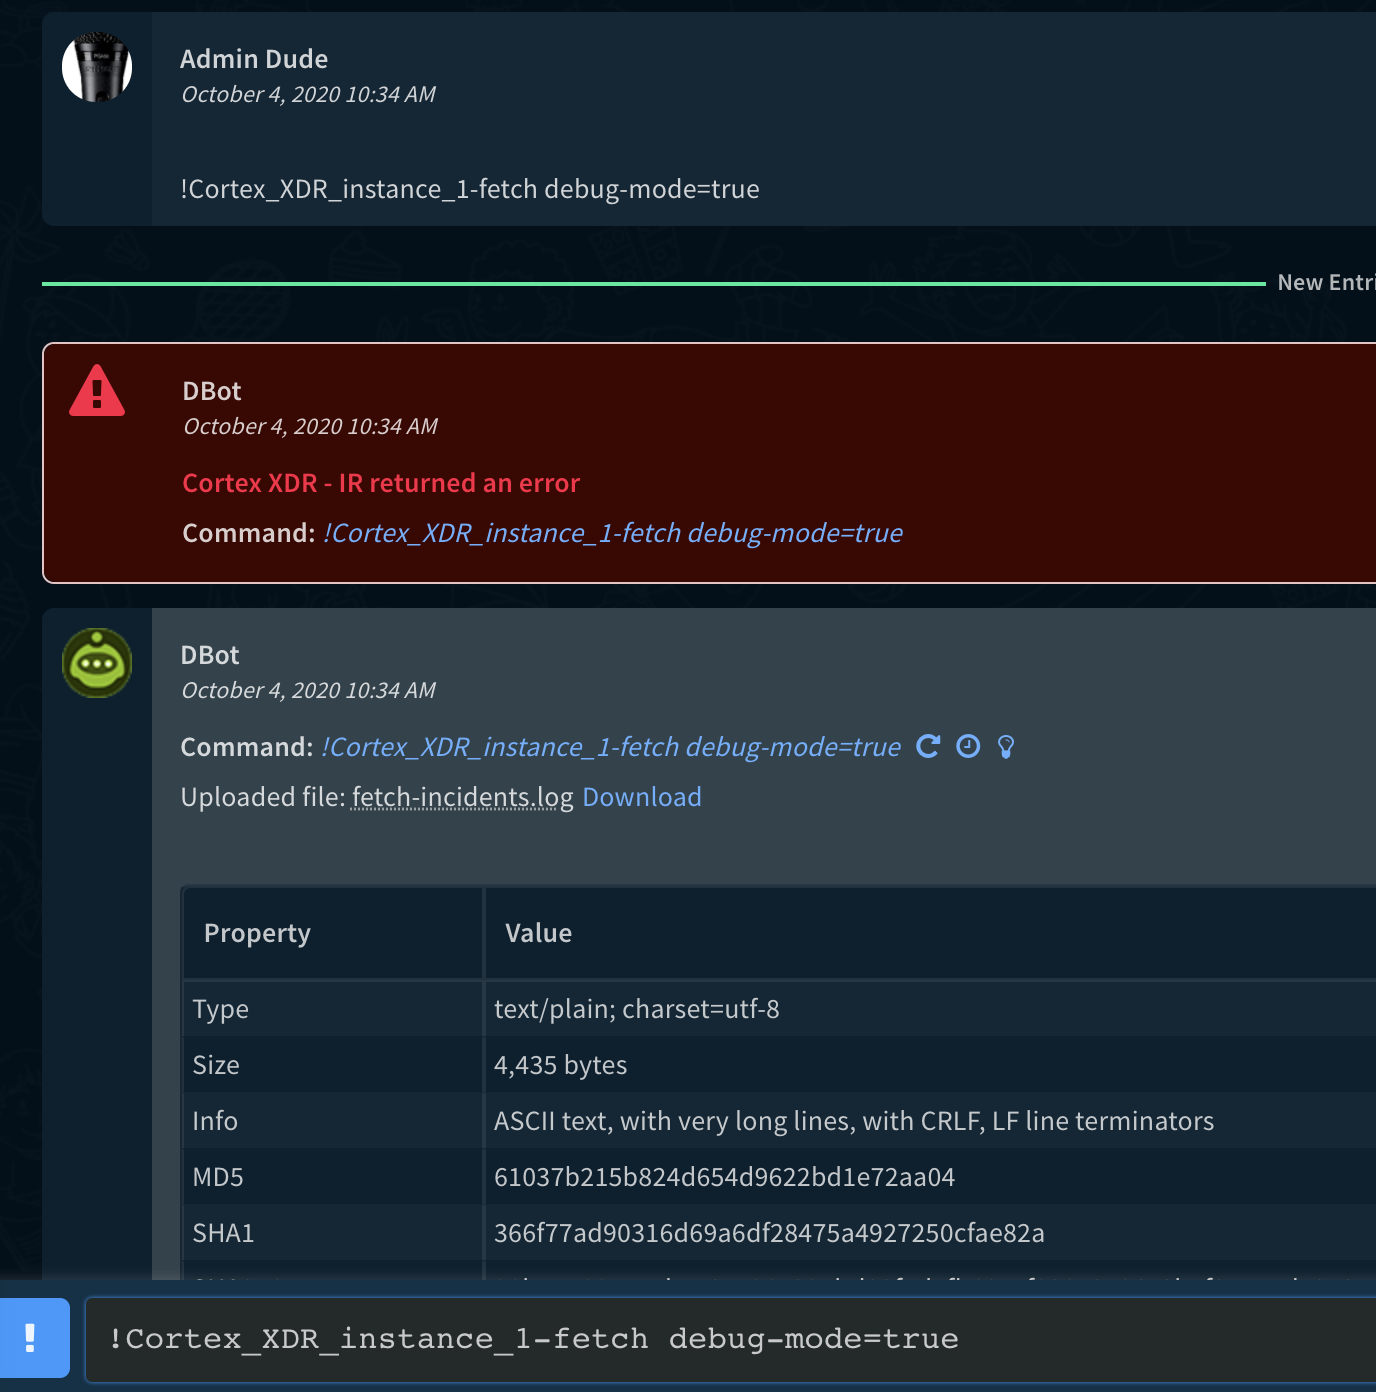 Admin Dude
October 4, 2020 10:34 AM
!Cortex_XDR_instance_1-fetch debug-mode=true
New Entri
DBot
October 4, 2020 10:34 AM
Cortex XDR - IR returned an error
Command: !Cortex_XDR_instance_1-fetch debug-mode=true
DBot
October 4, 2020 10:34 AM
Command: !Cortex_XDR_instance_1-fetch debug-mode=true
Uploaded file: fetch-incidents.log Download
Property Value
Type text/plain; charset=utf-8
Size 4,435 bytes
Info ASCII text, with very long lines, with CRLF, LF line terminators
MD5 61037b215b824d654d9622bd1e72aa04
SHA1 366f77ad90316d69a6df28475a4927250cfae82a
! !Cortex_XDR_instance_1-fetch debug-mode=true